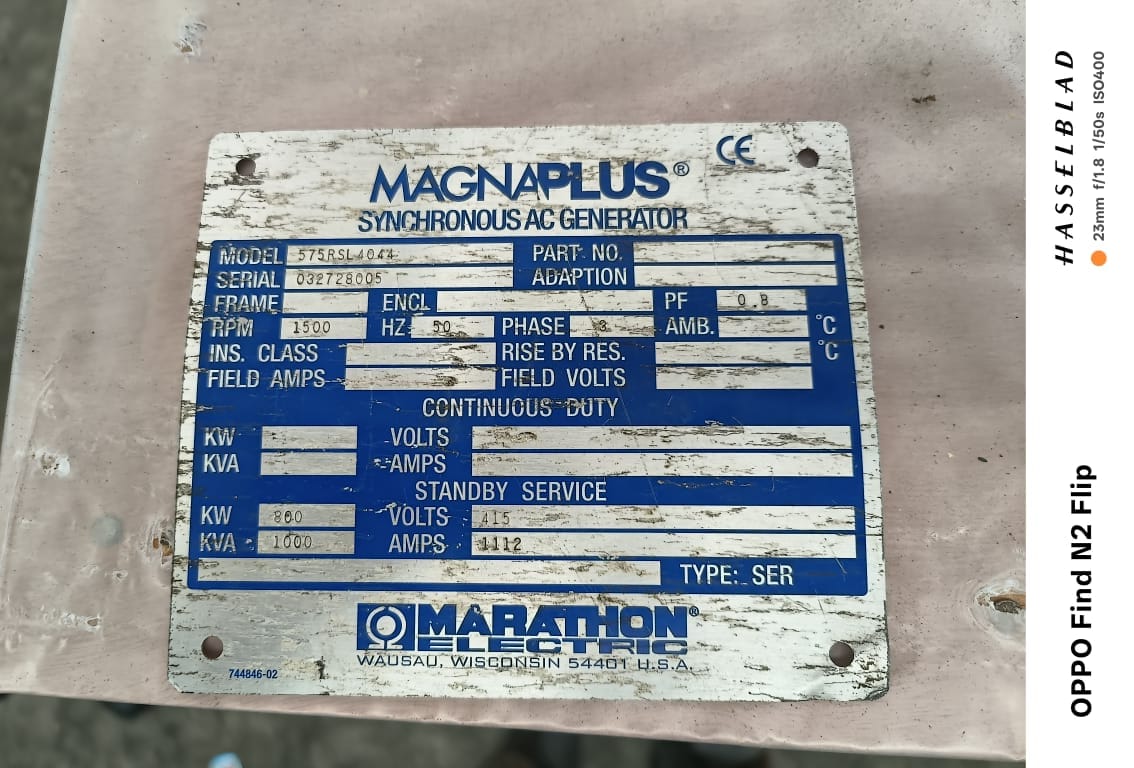 CE
MAGNAPLUS®
SYNCHRONOUS AC GENERATOR
MODEL 575RSL4044 PART NO.
SERIAL 032728005 ADAPTION
FRAME ENCL PF 0.8
RPM 1500 HZ 50 PHASE 3 AMB. °C
INS. CLASS RISE BY RES. °C
FIELD AMPS FIELD VOLTS
CONTINUOUS DUTY
KW VOLTS
KVA AMPS
STANDBY SERVICE
KW 800 VOLTS 415
KVA 1000 AMPS 1112
TYPE: SER
MARATHON®
ELECTRIC
WAUSAU, WISCONSIN 54401 U.S.A.
744846-02
HASSELBLAD
23mm f/1.8 1/50s ISO400
OPPO Find N2 Flip